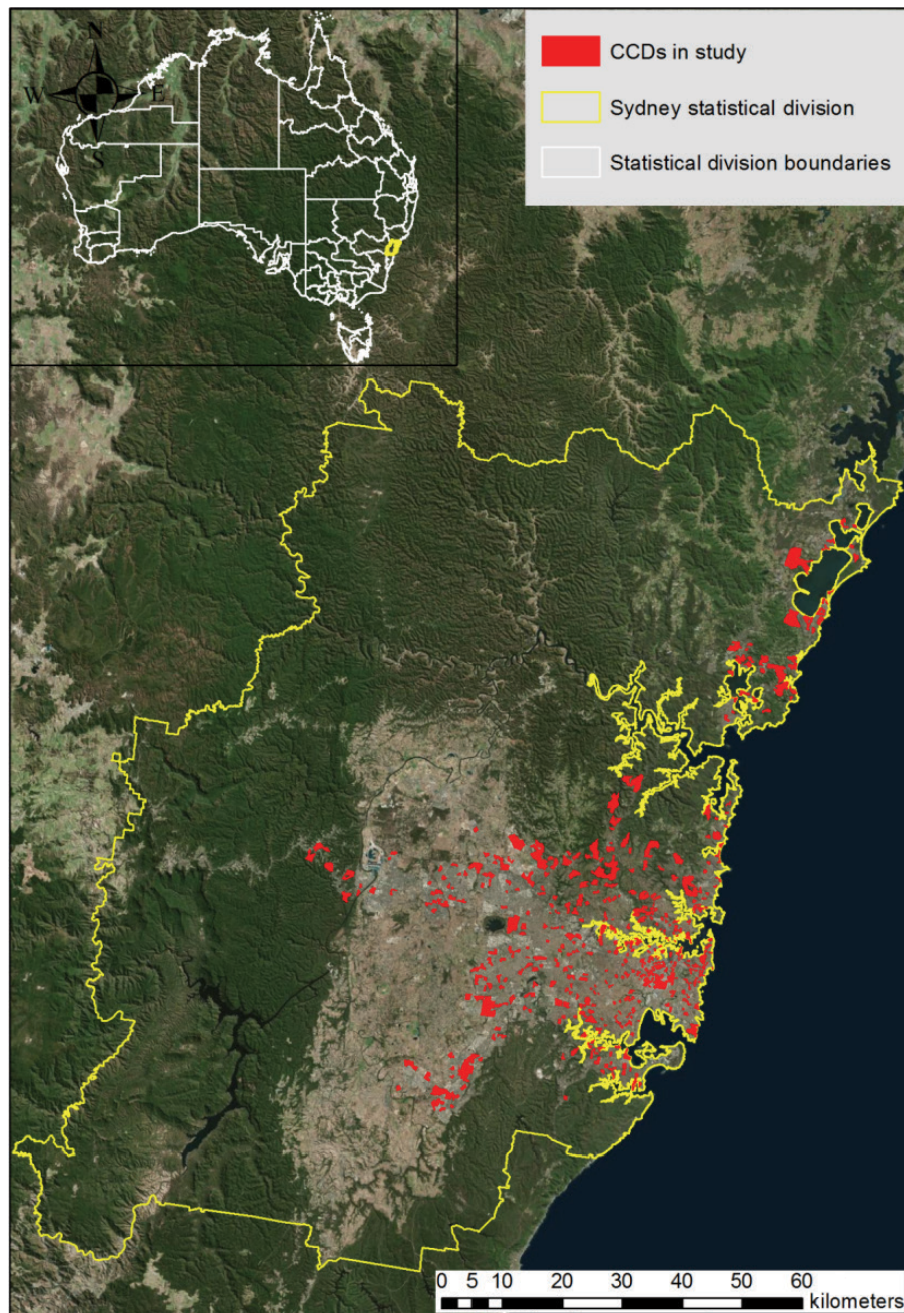 N
W E
S
CCDs in study
Sydney statistical division
Statistical division boundaries
0 5 10 20 30 40 50 60
kilometers